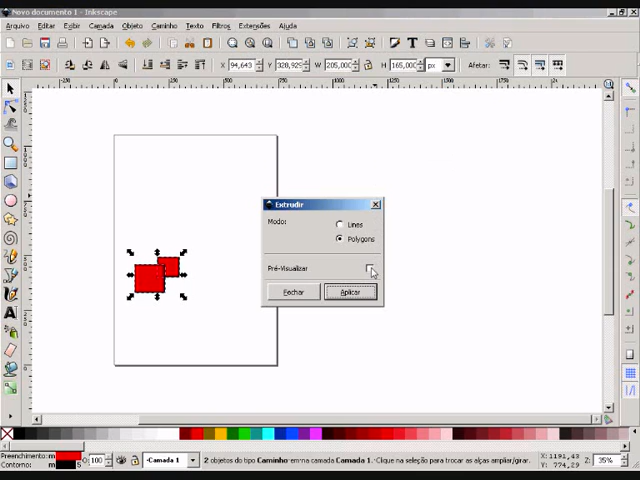 Novo documento 1 - Inkscape
Arquivo Editar Exibir Camada Objeto Caminho Texto Filtros Extensões Ajuda
X 94,643 Y 328,929 W 205,000 H 165,000 px Afetar:
Extrudir
Modo:
Lines
Polygons
Pré-Visualizar
Fechar Aplicar
Preenchimento: m
Contorno: m 5
O: 100
Camada 1
2 objetos do tipo Caminho em na camada Camada 1. Clique na seleção para trocar as alças ampliar/girar.
X: 1191,43
Y: 774,29
Z: 35%